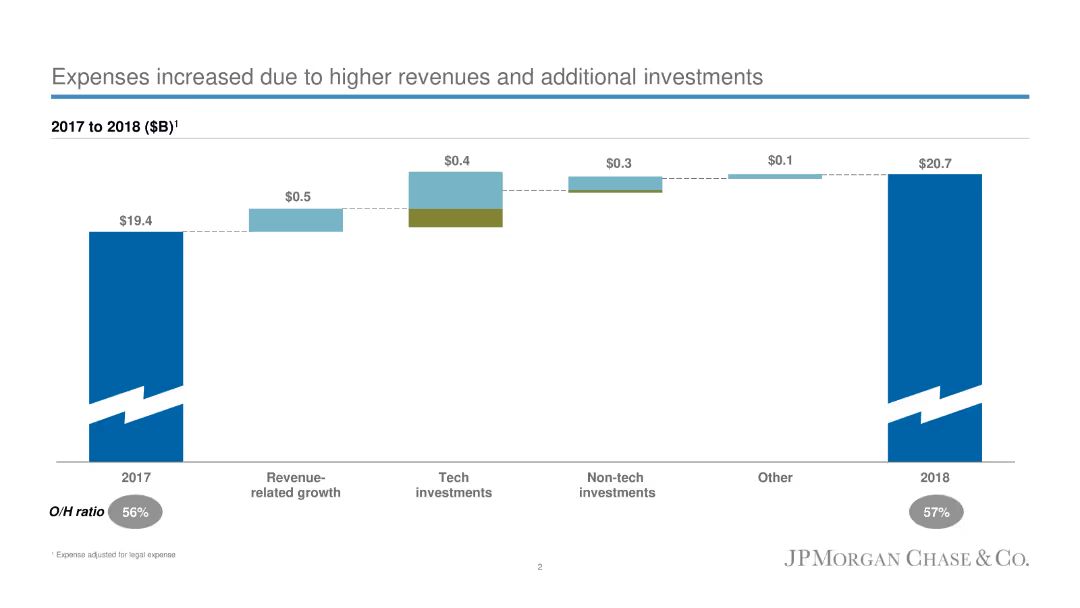 Expenses increased due to higher revenues and additional investments
2017 to 2018 ($B)¹
$19.4
$0.5
$0.4
$0.3
$0.1
$20.7
2017
Revenue-
related growth
Tech
investments
Non-tech
investments
Other
2018
O/H ratio 56%
57%
¹ Expense adjusted for legal expense
2
JPMORGAN CHASE & CO.